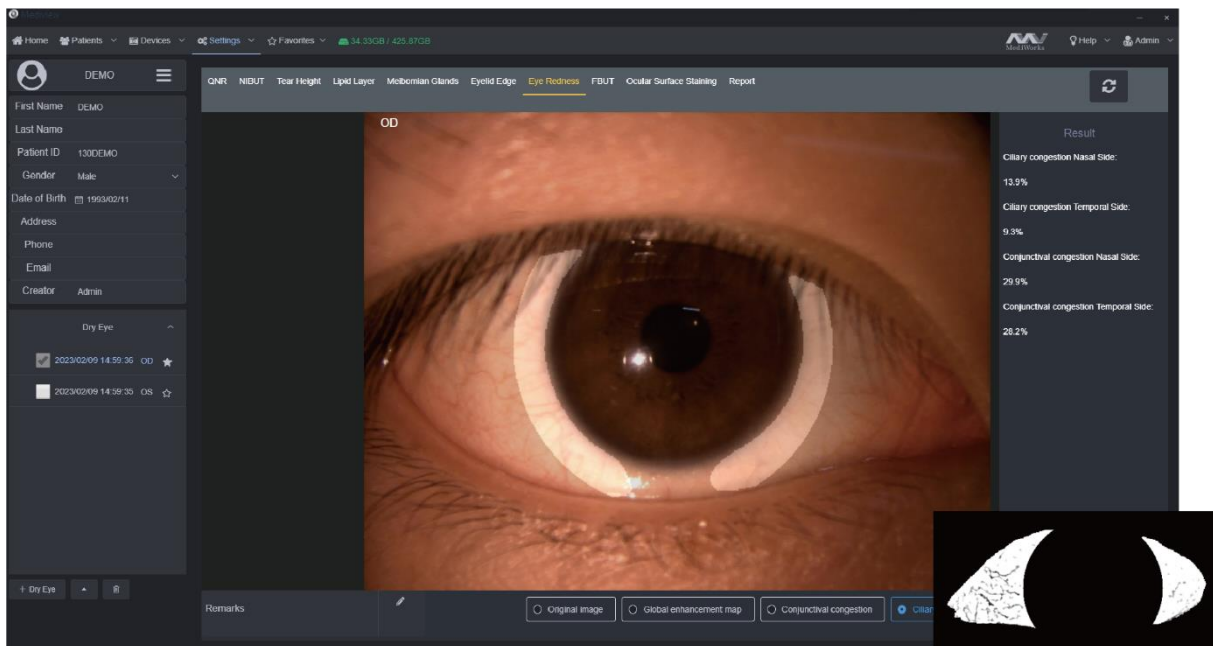 Home Patients Devices Settings Favorites 34.33GB / 425.87GB MediWorks Help Admin
DEMO
First Name DEMO
Last Name
Patient ID 130DEMO
Gender Male
Date of Birth 1993/02/11
Address
Phone
Email
Creator Admin
Dry Eye
2023/02/09 14:59:36 OD
2023/02/09 14:59:35 OS
+ Dry Eye
QNR NIBUT Tear Height Lipid Layer Meibomian Glands Eyelid Edge Eye Redness FBUT Ocular Surface Staining Report
OD
Result
Ciliary congestion Nasal Side:
13.9%
Ciliary congestion Temporal Side:
9.3%
Conjunctival congestion Nasal Side:
29.9%
Conjunctival congestion Temporal Side:
28.2%
Remarks
Original image Global enhancement map Conjunctival congestion